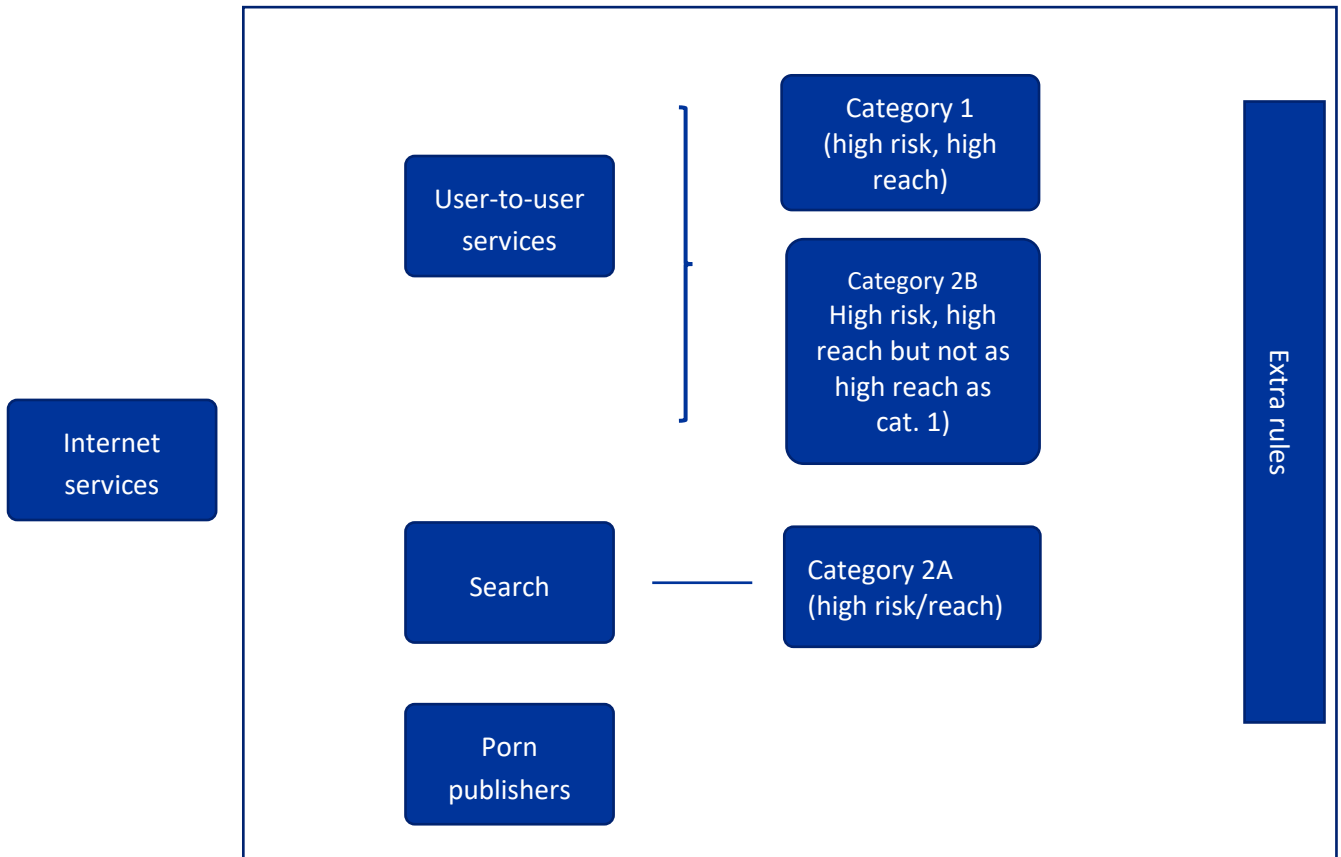 Internet
services
User-to-user
services
Category 1
(high risk, high
reach)
Category 2B
High risk, high
reach but not as
high reach as
cat. 1)
Search
Category 2A
(high risk/reach)
Porn
publishers
Extra rules